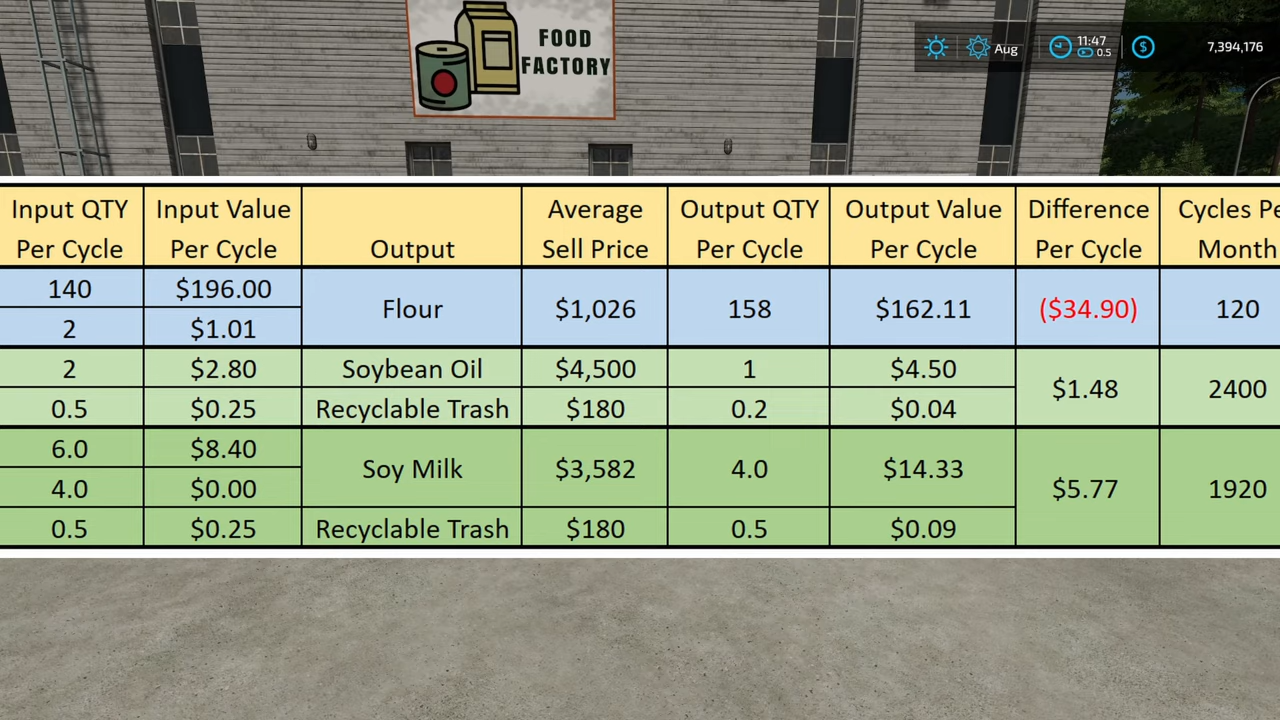 FOOD
FACTORY
Aug
11:47
0.5
$
7,394,176
Input QTY Per Cycle | Input Value Per Cycle | Output | Average Sell Price | Output QTY Per Cycle | Output Value Per Cycle | Difference Per Cycle | Cycles Pe Month
140 | $196.00 | Flour | $1,026 | 158 | $162.11 | ($34.90) | 120
2 | $1.01
2 | $2.80 | Soybean Oil | $4,500 | 1 | $4.50 | $1.48 | 2400
0.5 | $0.25 | Recyclable Trash | $180 | 0.2 | $0.04
6.0 | $8.40 | Soy Milk | $3,582 | 4.0 | $14.33 | $5.77 | 1920
4.0 | $0.00
0.5 | $0.25 | Recyclable Trash | $180 | 0.5 | $0.09